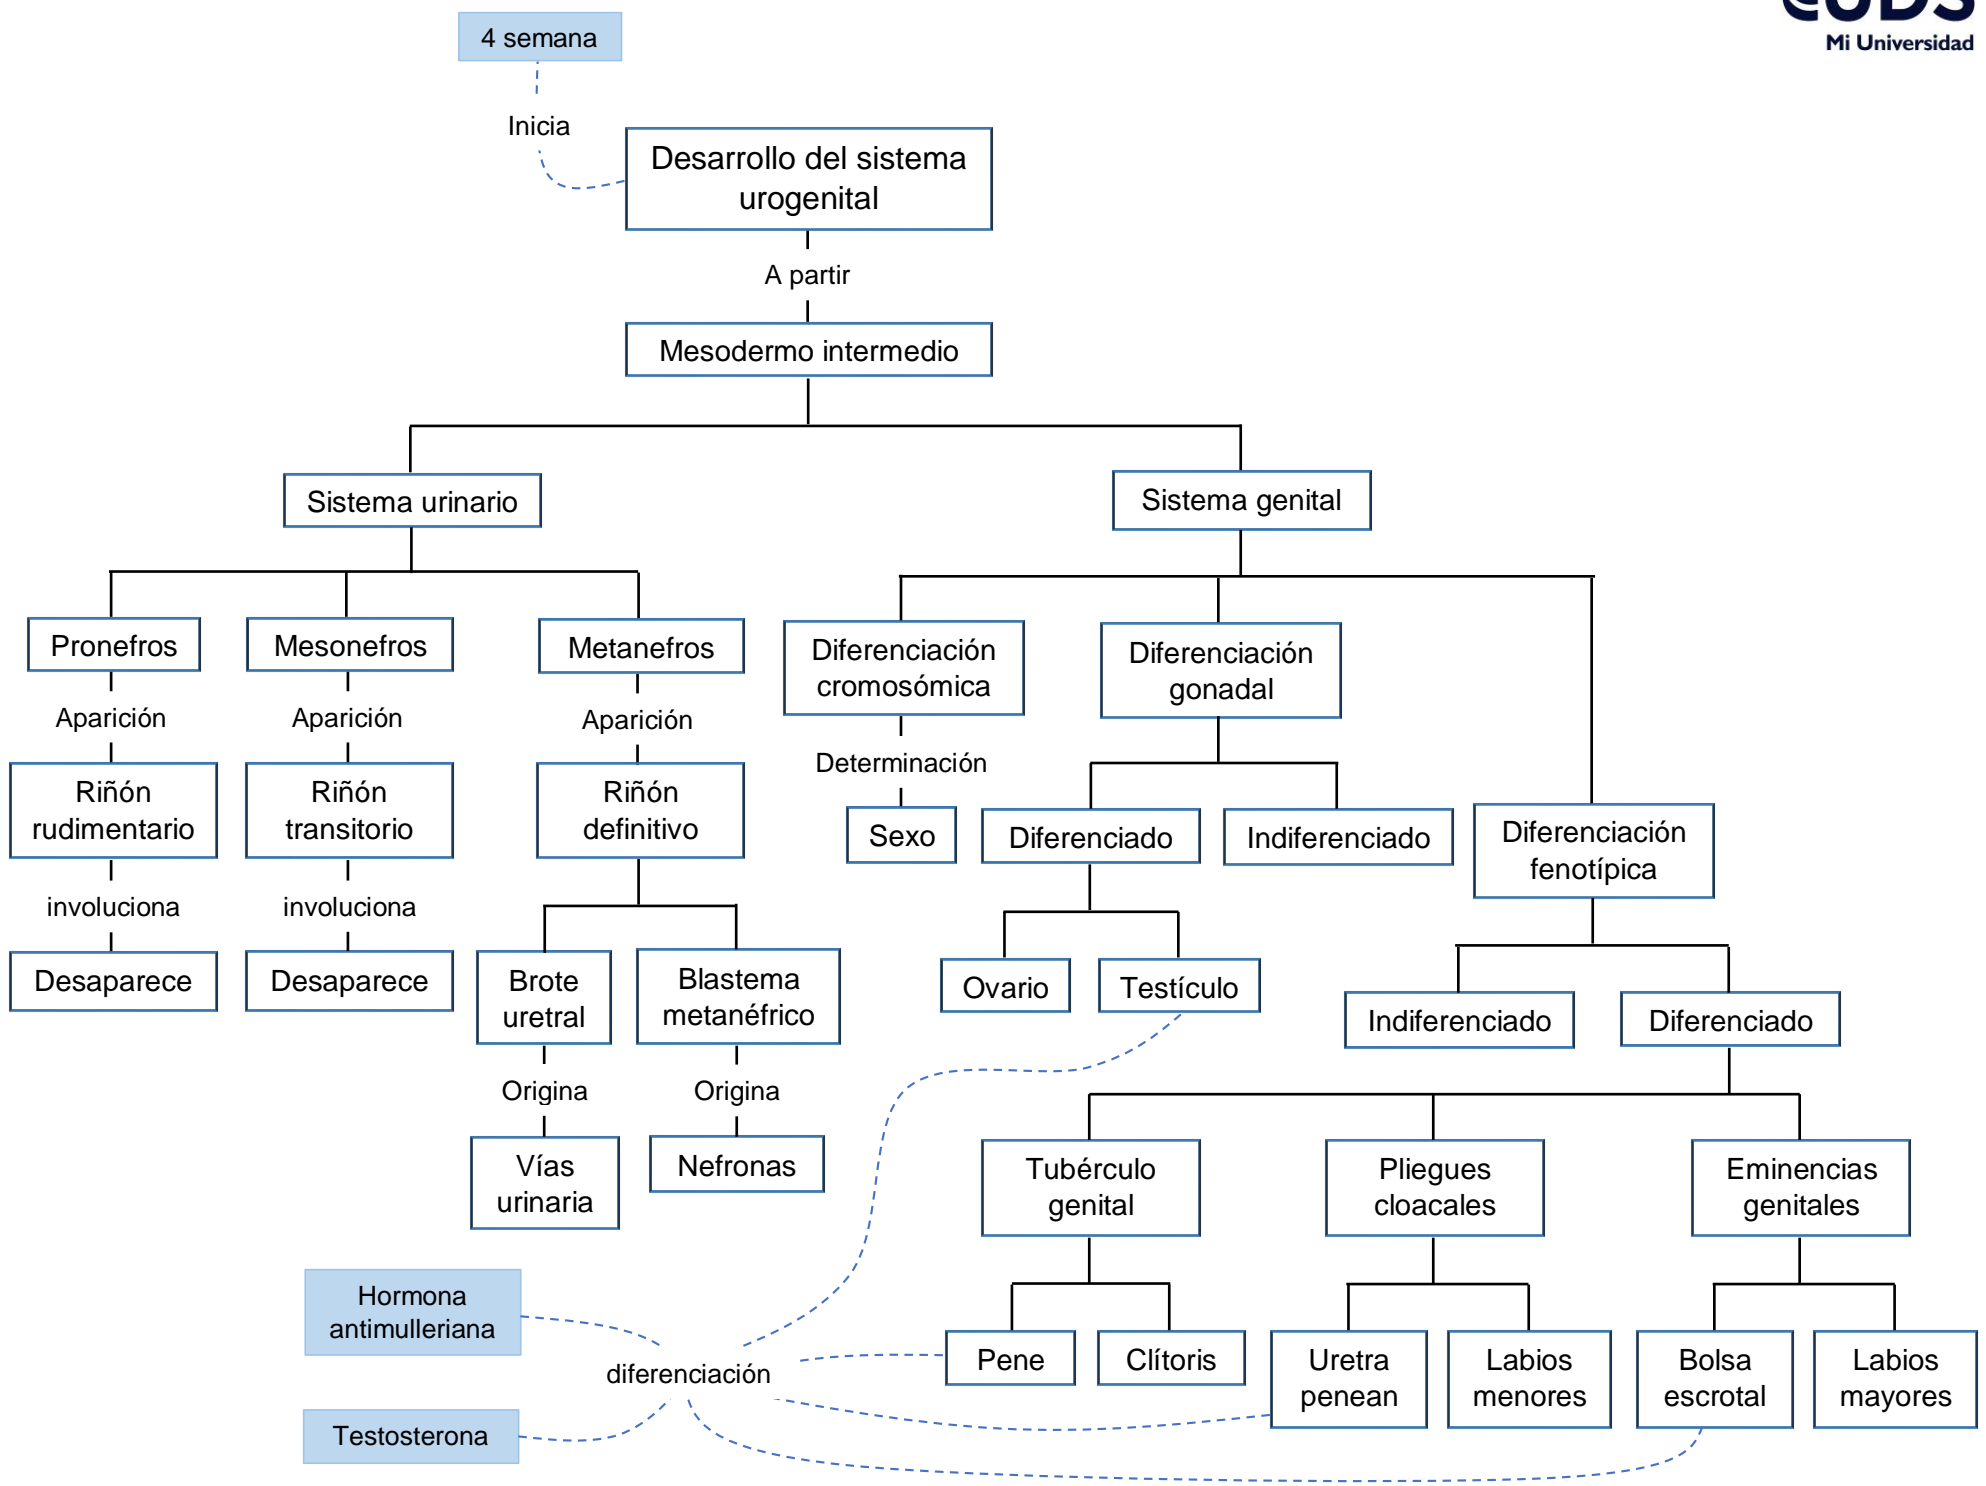 UDS
Mi Universidad
4 semana
Inicia
Desarrollo del sistema
urogenital
A partir
Mesodermo intermedio
Sistema urinario
Sistema genital
Pronefros
Mesonefros
Metanefros
Diferenciación
cromosómica
Diferenciación
gonadal
Aparición
Aparición
Aparición
Determinación
Riñón
rudimentario
Riñón
transitorio
Riñón
definitivo
Sexo
Diferenciado
Indiferenciado
Diferenciación
fenotípica
involuciona
involuciona
Desaparece
Desaparece
Brote
uretral
Blastema
metanéfrico
Ovario
Testículo
Indiferenciado
Diferenciado
Origina
Origina
Vías
urinaria
Nefronas
Tubérculo
genital
Pliegues
cloacales
Eminencias
genitales
Hormona
antimulleriana
diferenciación
Testosterona
Pene
Clítoris
Uretra
penean
Labios
menores
Bolsa
escrotal
Labios
mayores